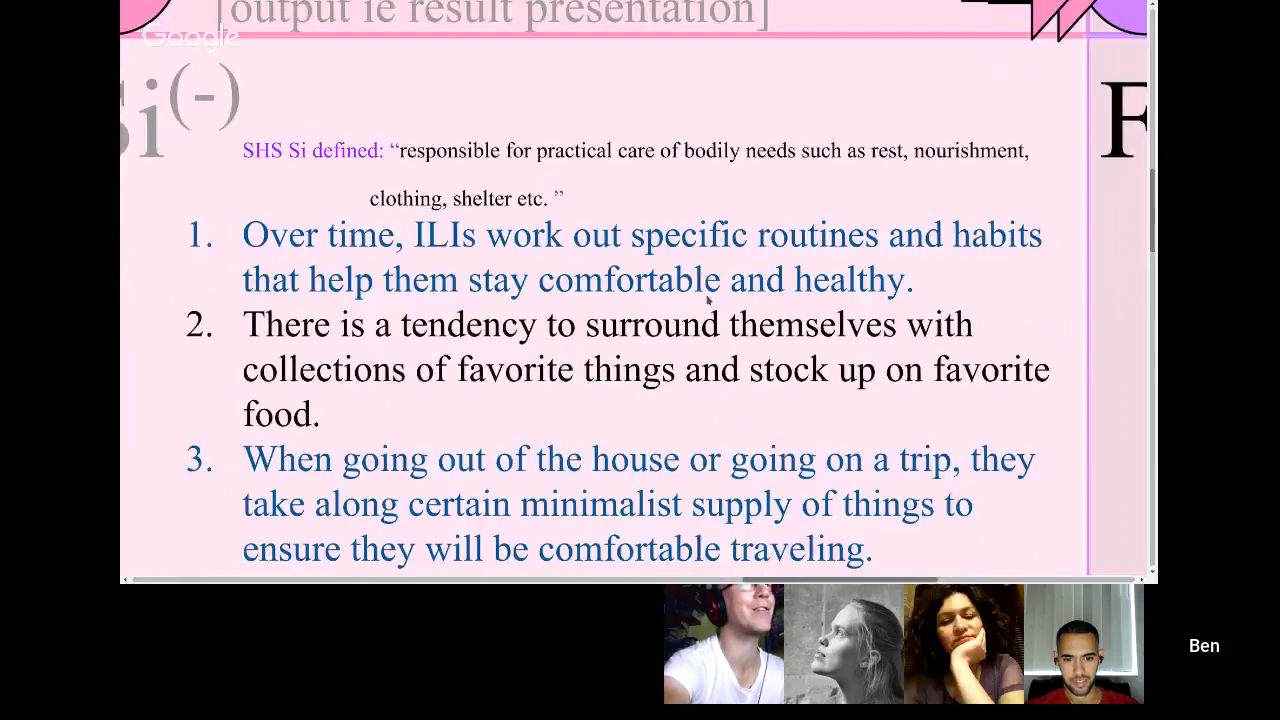 [output ie result presentation]
Google
Si(-)
F
SHS Si defined: “responsible for practical care of bodily needs such as rest, nourishment,
clothing, shelter etc. ”
1. Over time, ILIs work out specific routines and habits
that help them stay comfortable and healthy.
2. There is a tendency to surround themselves with
collections of favorite things and stock up on favorite
food.
3. When going out of the house or going on a trip, they
take along certain minimalist supply of things to
ensure they will be comfortable traveling.
Ben